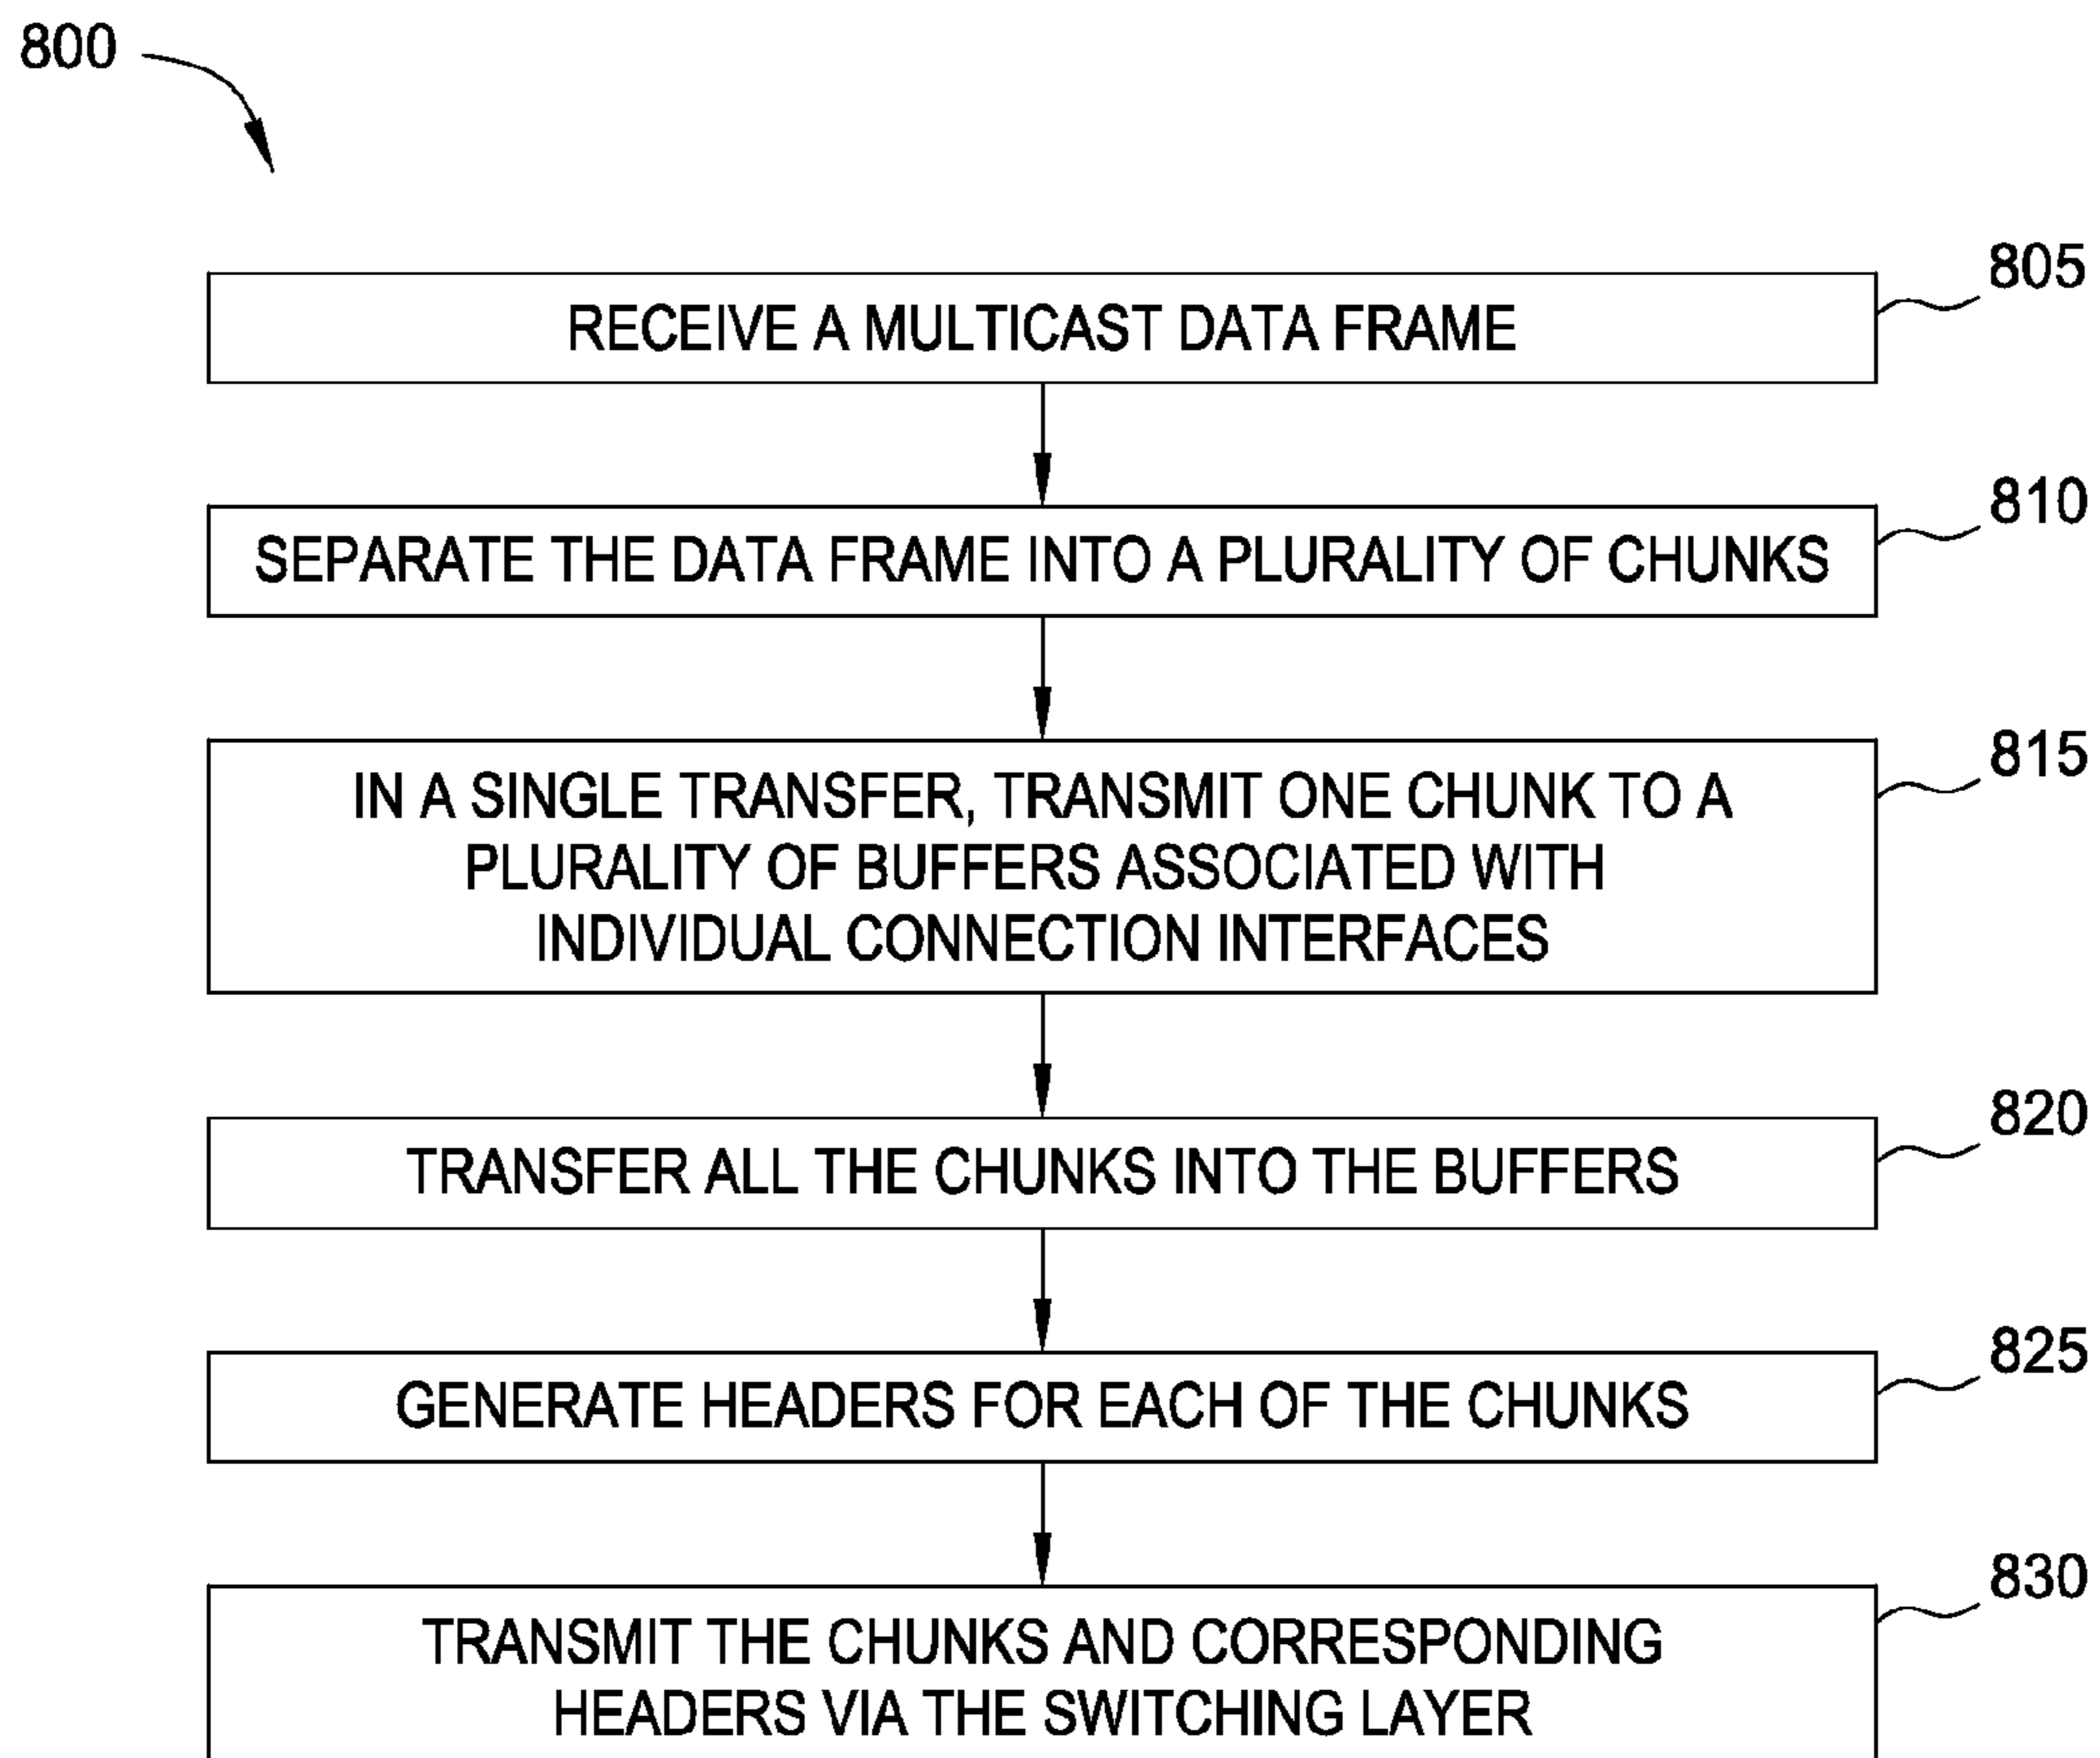 800
805
RECEIVE A MULTICAST DATA FRAME
810
SEPARATE THE DATA FRAME INTO A PLURALITY OF CHUNKS
815
IN A SINGLE TRANSFER, TRANSMIT ONE CHUNK TO A
PLURALITY OF BUFFERS ASSOCIATED WITH
INDIVIDUAL CONNECTION INTERFACES
820
TRANSFER ALL THE CHUNKS INTO THE BUFFERS
825
GENERATE HEADERS FOR EACH OF THE CHUNKS
830
TRANSMIT THE CHUNKS AND CORRESPONDING
HEADERS VIA THE SWITCHING LAYER